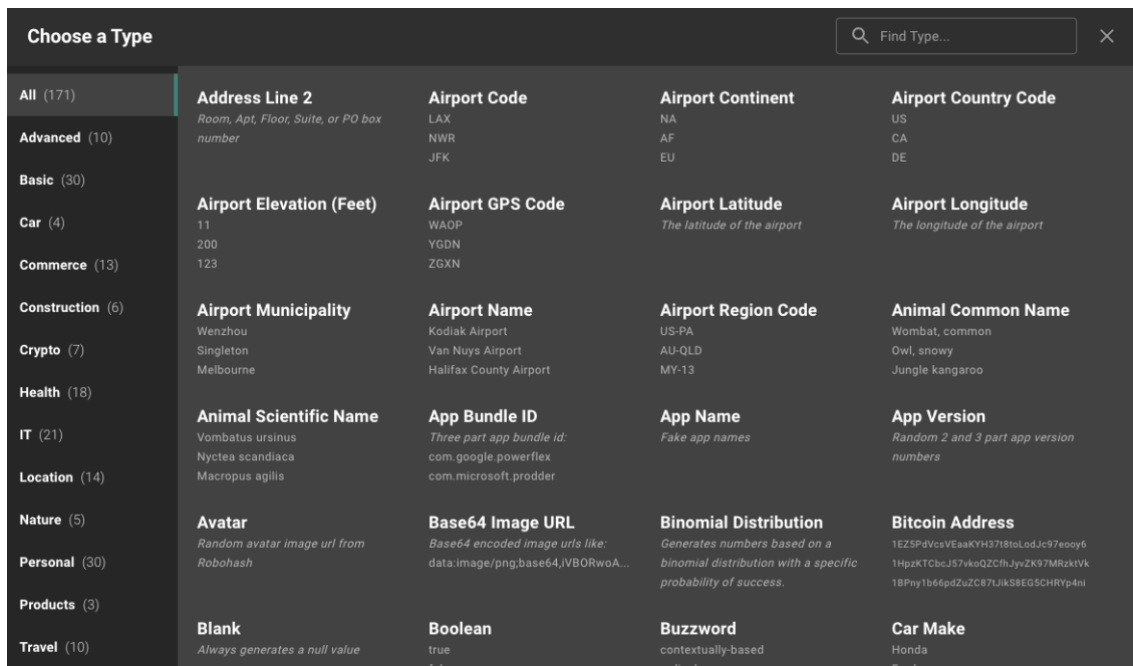 Choose a Type
Find Type...
All (171)
Advanced (10)
Basic (30)
Car (4)
Commerce (13)
Construction (6)
Crypto (7)
Health (18)
IT (21)
Location (14)
Nature (5)
Personal (30)
Products (3)
Travel (10)
Address Line 2
Room, Apt, Floor, Suite, or PO box
number
Airport Code
LAX
NWR
JFK
Airport Continent
NA
AF
EU
Airport Country Code
US
CA
DE
Airport Elevation (Feet)
11
200
123
Airport GPS Code
WAOP
YGDN
ZGXN
Airport Latitude
The latitude of the airport
Airport Longitude
The longitude of the airport
Airport Municipality
Wenzhou
Singleton
Melbourne
Airport Name
Kodiak Airport
Van Nuys Airport
Halifax County Airport
Airport Region Code
US-PA
AU-QLD
MY-13
Animal Common Name
Wombat, common
Owl, snowy
Jungle kangaroo
Animal Scientific Name
Vombatus ursinus
Nyctea scandiaca
Macropus agilis
App Bundle ID
Three part app bundle id:
com.google.powerflex
com.microsoft.prodder
App Name
Fake app names
App Version
Random 2 and 3 part app version
numbers
Avatar
Random avatar image url from
Robohash
Base64 Image URL
Base64 encoded image urls like:
data:image/png;base64,iVBORwoA...
Binomial Distribution
Generates numbers based on a
binomial distribution with a specific
probability of success.
Bitcoin Address
1EZ5PdVcsVEaaKYH37t8toLodJc97eooy6
1HpzKTCbcJ57vkoQZCfhJyvZK97MRzktVk
1BPny1b66pdZuZC87tJikS8EG5CHRYp4ni
Blank
Always generates a null value
Boolean
true
Buzzword
contextually-based
Car Make
Honda